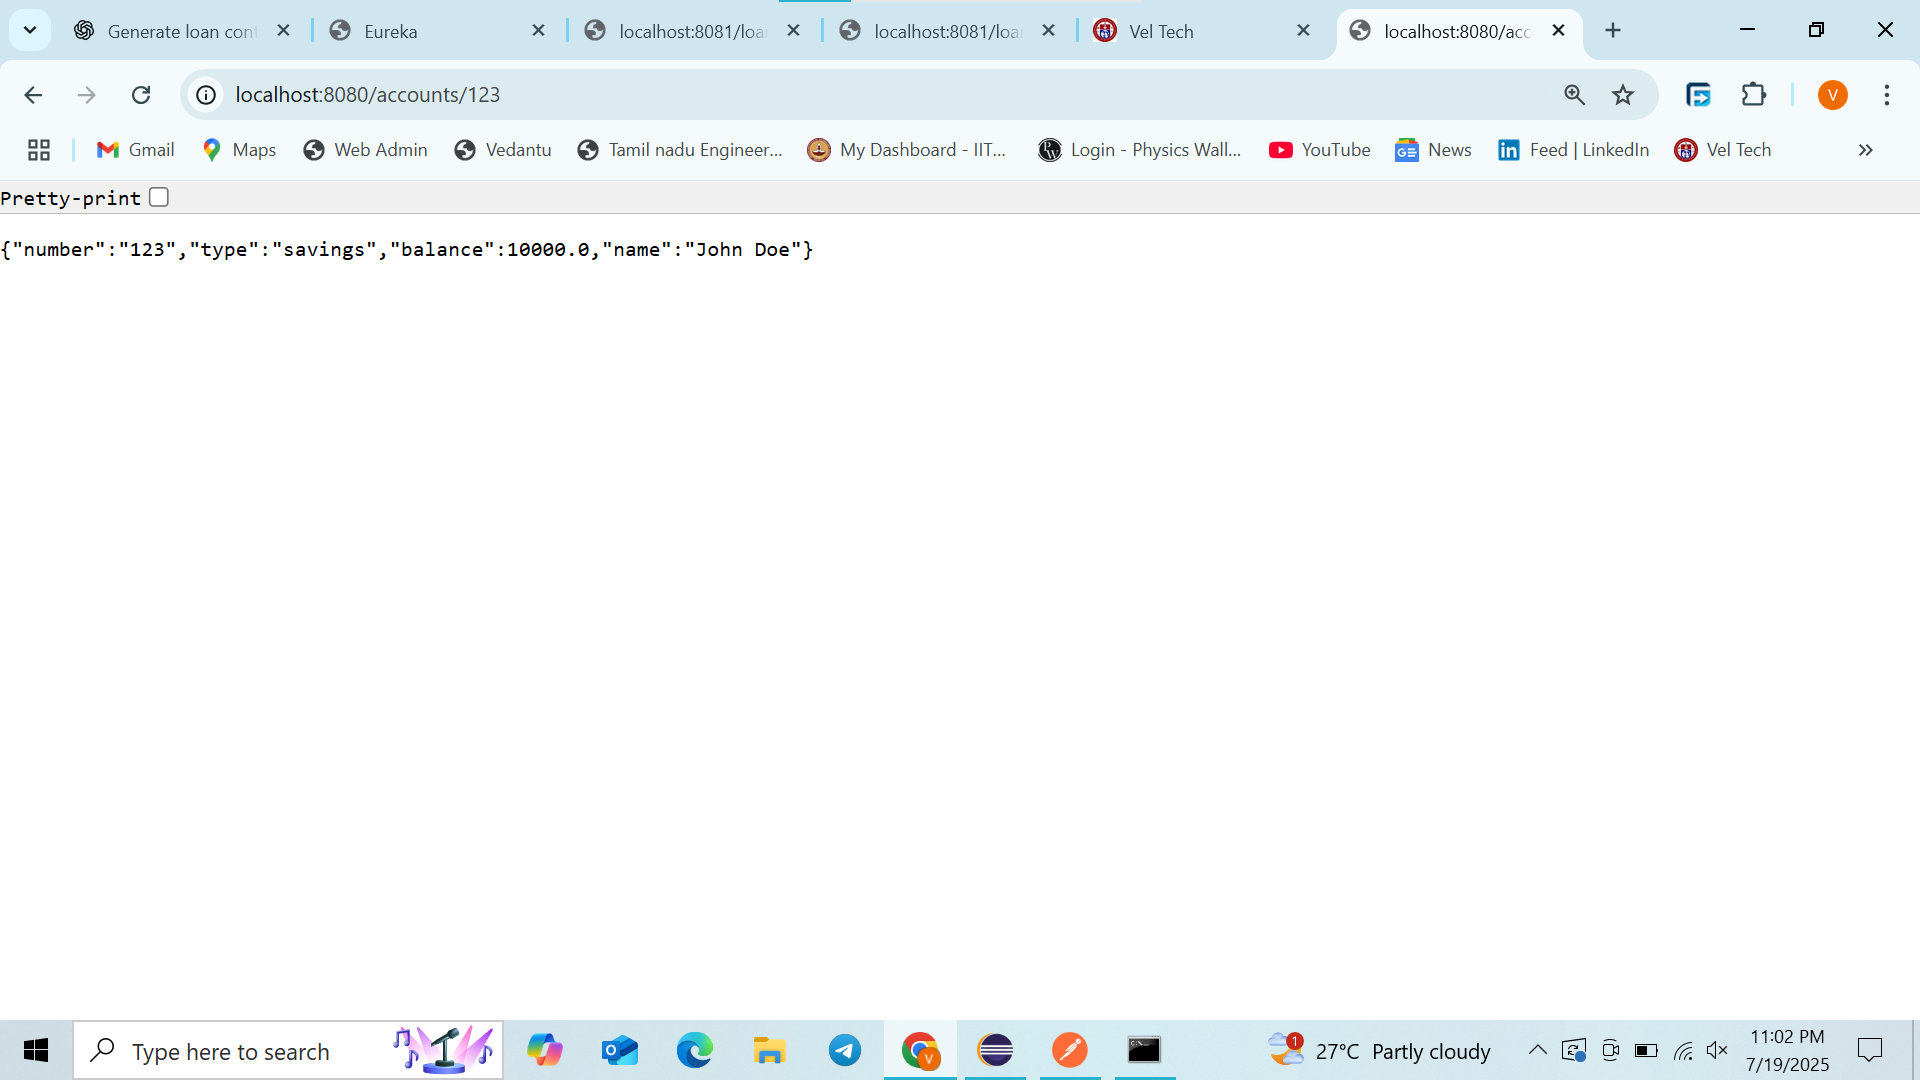 Generate loan cont
Eureka
localhost:8081/loa
localhost:8081/loa
Vel Tech
localhost:8080/acc
localhost:8080/accounts/123
V
Gmail
Maps
Web Admin
Vedantu
Tamil nadu Engineer...
My Dashboard - IIT...
Login - Physics Wall...
YouTube
News
Feed | LinkedIn
Vel Tech
Pretty-print
{"number":"123","type":"savings","balance":10000.0,"name":"John Doe"}
Type here to search
V
1
27°C Partly cloudy
11:02 PM
7/19/2025